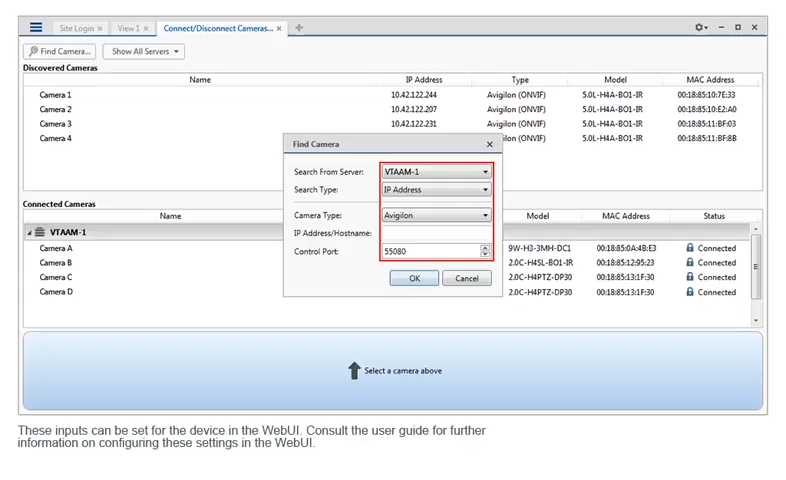 Site Login × View 1 × Connect/Disconnect Cameras... ×
Find Camera... Show All Servers
Discovered Cameras
Name IP Address Type Model MAC Address
Camera 1 10.42.122.244 Avigilon (ONVIF) 5.0L-H4A-BO1-IR 00:18:85:10:7E:33
Camera 2 10.42.122.207 Avigilon (ONVIF) 5.0L-H4A-BO1-IR 00:18:85:10:E2:A0
Camera 3 10.42.122.231 Avigilon (ONVIF) 5.0L-H4A-BO1-IR 00:18:85:11:BF:03
Camera 4 Avigilon (ONVIF) 5.0L-H4A-BO1-IR 00:18:85:11:BF:8B
Find Camera
Search From Server: VTAAM-1
Search Type: IP Address
Camera Type: Avigilon
IP Address/Hostname:
Control Port: 55080
OK Cancel
Connected Cameras
Name Model MAC Address Status
VTAAM-1
Camera A 9W-H3-3MH-DC1 00:18:85:0A:4B:E3 Connected
Camera B 2.0C-H4SL-BO1-IR 00:18:85:12:95:23 Connected
Camera C 2.0C-H4PTZ-DP30 00:18:85:13:1F:30 Connected
Camera D 2.0C-H4PTZ-DP30 00:18:85:13:1F:30 Connected
Select a camera above
These inputs can be set for the device in the WebUI. Consult the user guide for further
information on configuring these settings in the WebUI.